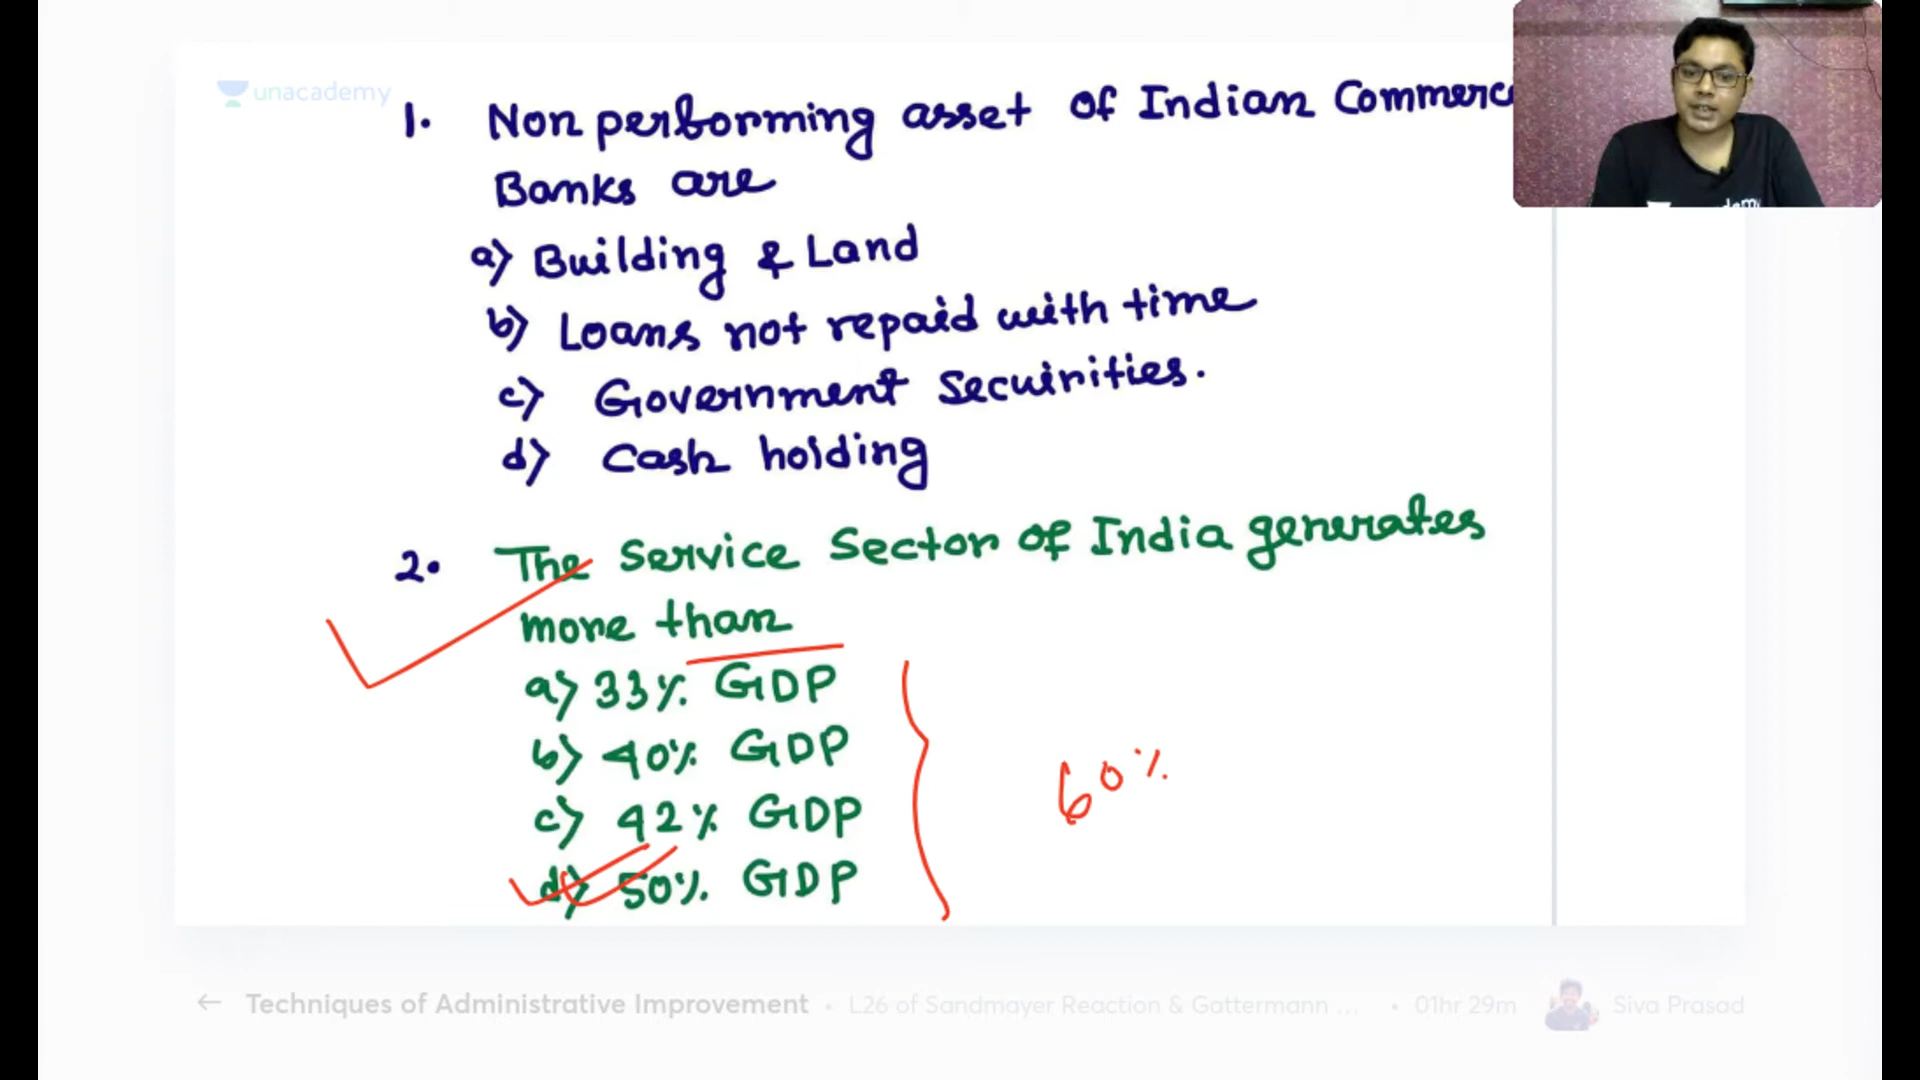 unacademy
1. Non performing asset of Indian Commerc
Banks are
a) Building & Land
b) Loans not repaid with time
c) Government Secuirities.
d) Cash holding
2. The Service Sector of India generates
more than
a) 33% GDP
b) 40% GDP
c) 42% GDP
d) 50% GDP
60%
← Techniques of Administrative Improvement • L26 of Sandmayer Reaction & Gattermann ... • 01hr 29m Siva Prasad